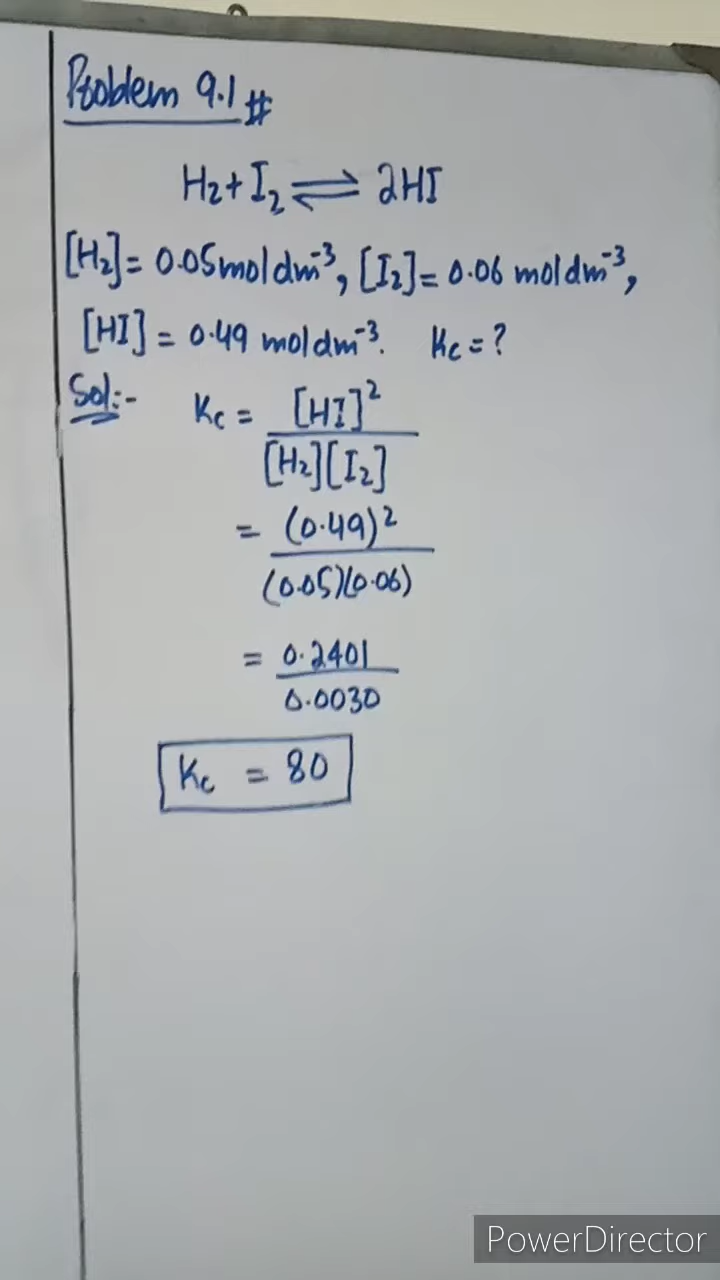 Problem 9.1 #
H₂ + I₂ ⇌ 2HI
[H₂] = 0.05 mol dm⁻³, [I₂] = 0.06 mol dm⁻³,
[HI] = 0.49 mol dm⁻³. Kc = ?
Sol:- Kc = [HI]²
[H₂][I₂]
= (0.49)²
(0.05)(0.06)
= 0.2401
0.0030
Kc = 80
PowerDirector